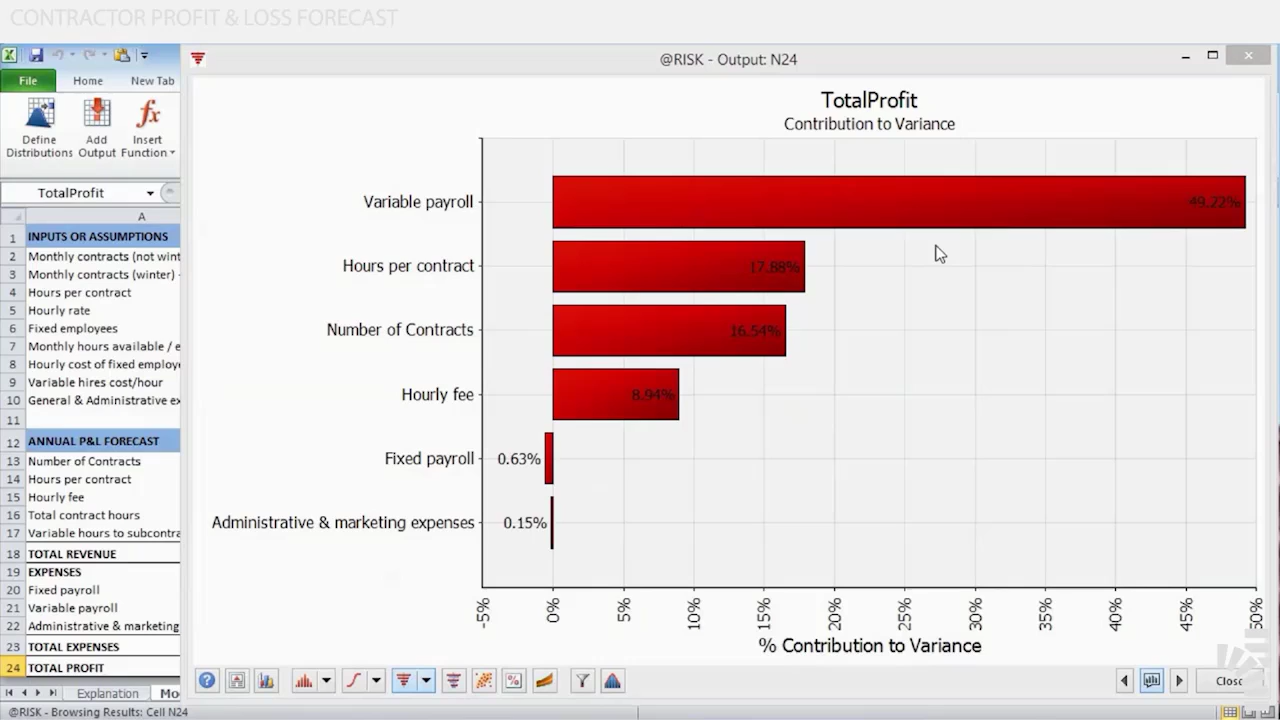 CONTRACTOR PROFIT & LOSS FORECAST
@RISK - Output: N24
File Home New Tab
Define Distributions
Add Output
Insert Function
TotalProfit
A
1 INPUTS OR ASSUMPTIONS
2 Monthly contracts (not wint
3 Monthly contracts (winter) -
4 Hours per contract
5 Hourly rate
6 Fixed employees
7 Monthly hours available / e
8 Hourly cost of fixed employe
9 Variable hires cost/hour
10 General & Administrative ex
11
12 ANNUAL P&L FORECAST
13 Number of Contracts
14 Hours per contract
15 Hourly fee
16 Total contract hours
17 Variable hours to subcontra
18 TOTAL REVENUE
19 EXPENSES
20 Fixed payroll
21 Variable payroll
22 Administrative & marketing
23 TOTAL EXPENSES
24 TOTAL PROFIT
Explanation Mo
@RISK - Browsing Results: Cell N24
TotalProfit
Contribution to Variance
Variable payroll 49.22%
Hours per contract 17.88%
Number of Contracts 16.54%
Hourly fee 8.94%
Fixed payroll 0.63%
Administrative & marketing expenses 0.15%
-5% 0% 5% 10% 15% 20% 25% 30% 35% 40% 45% 50%
% Contribution to Variance
Close